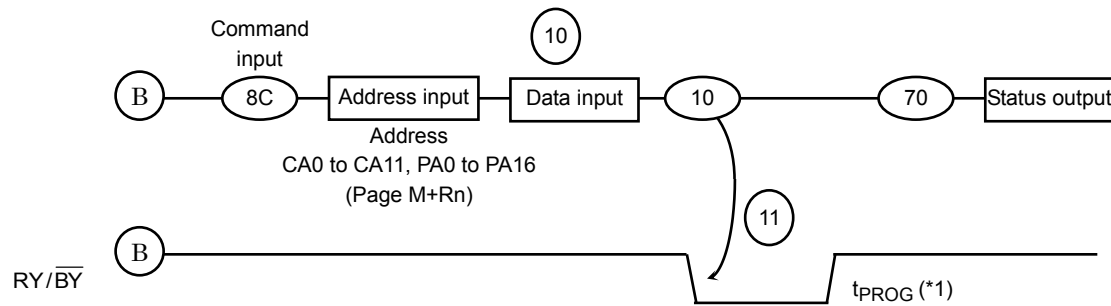 Command
input
10
B 8C Address input Data input 10 70 Status output
Address
CA0 to CA11, PA0 to PA16
(Page M+Rn)
11
B
RY/BY
tPROG (*1)